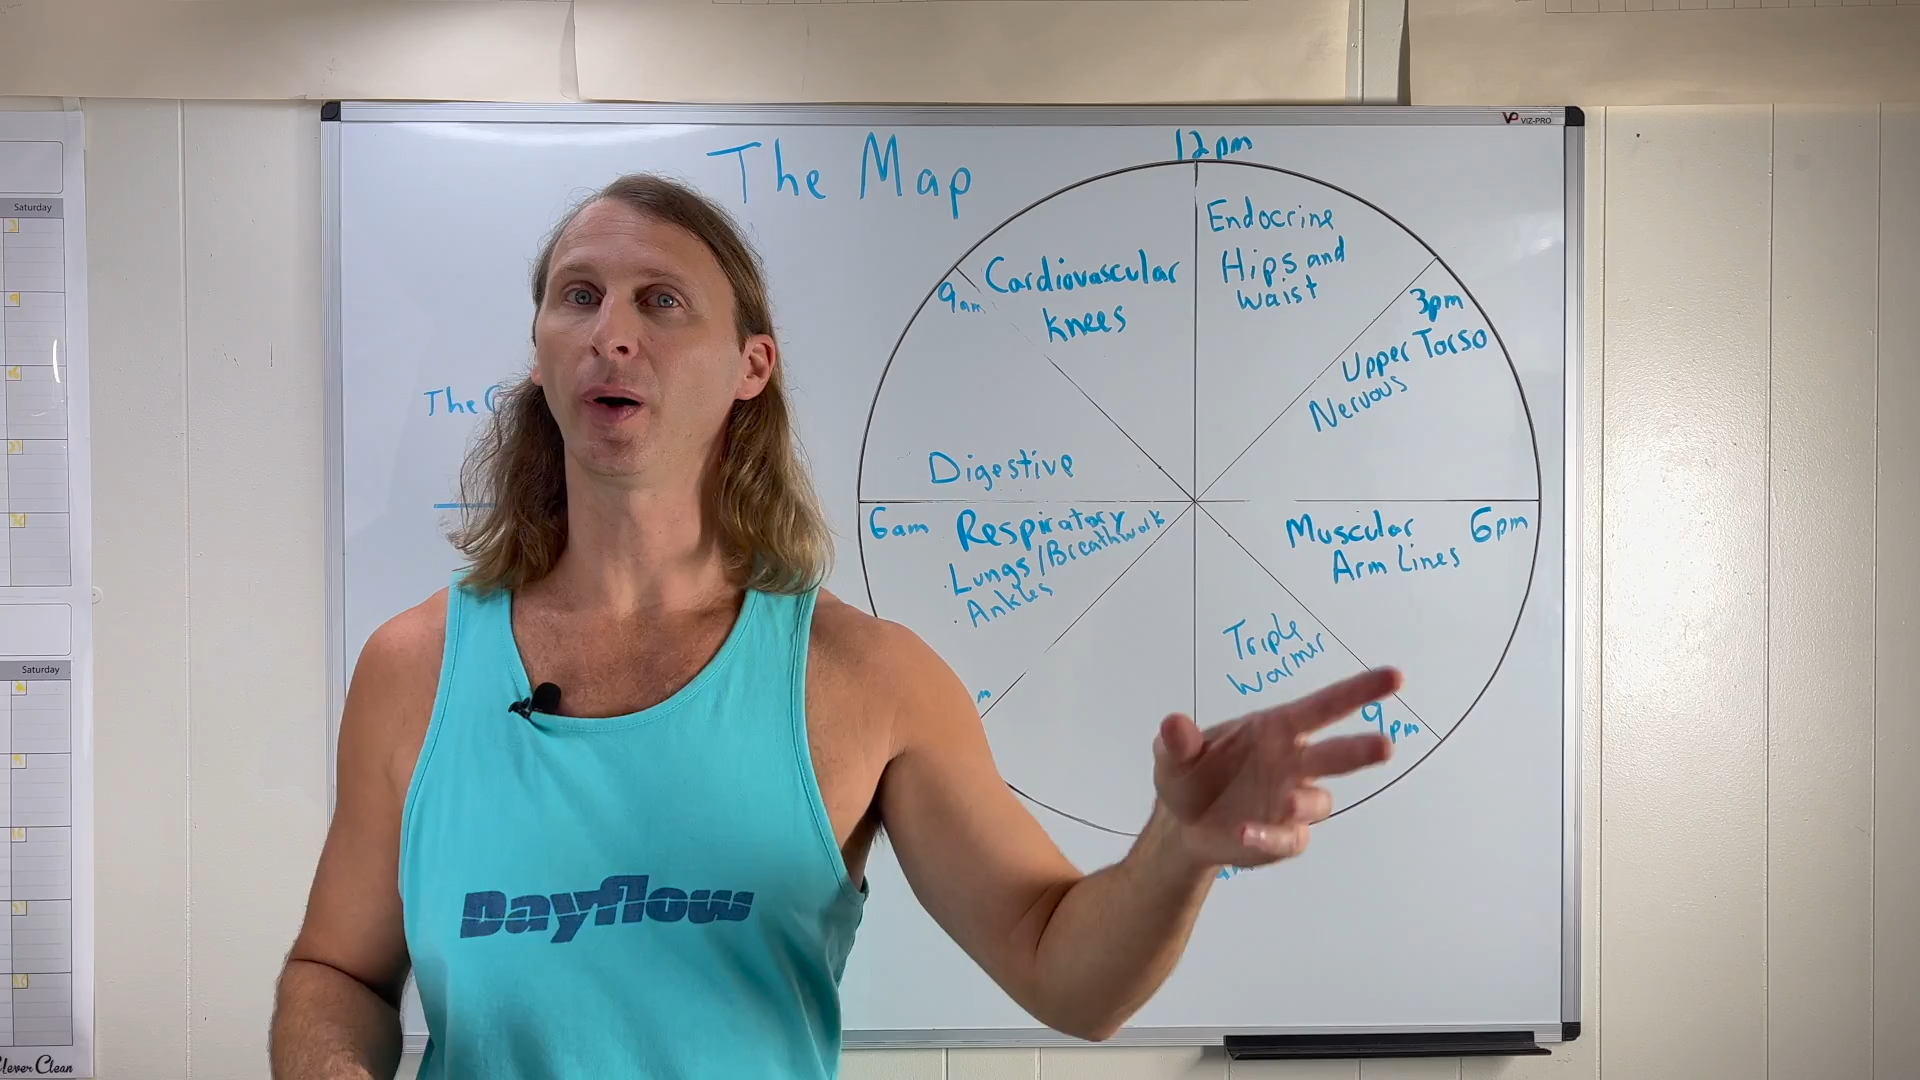 VIZ-PRO
The Map
12pm
Endocrine
Hips and
Waist
Cardiovascular
Knees
9am
3pm
Upper Torso
Nervous
The
Digestive
6am
Respiratory
· Lungs/Breathwork
· Ankles
Muscular
Arm Lines
6pm
Triple
Warmer
9pm
Dayflow
Saturday
Saturday
Clean